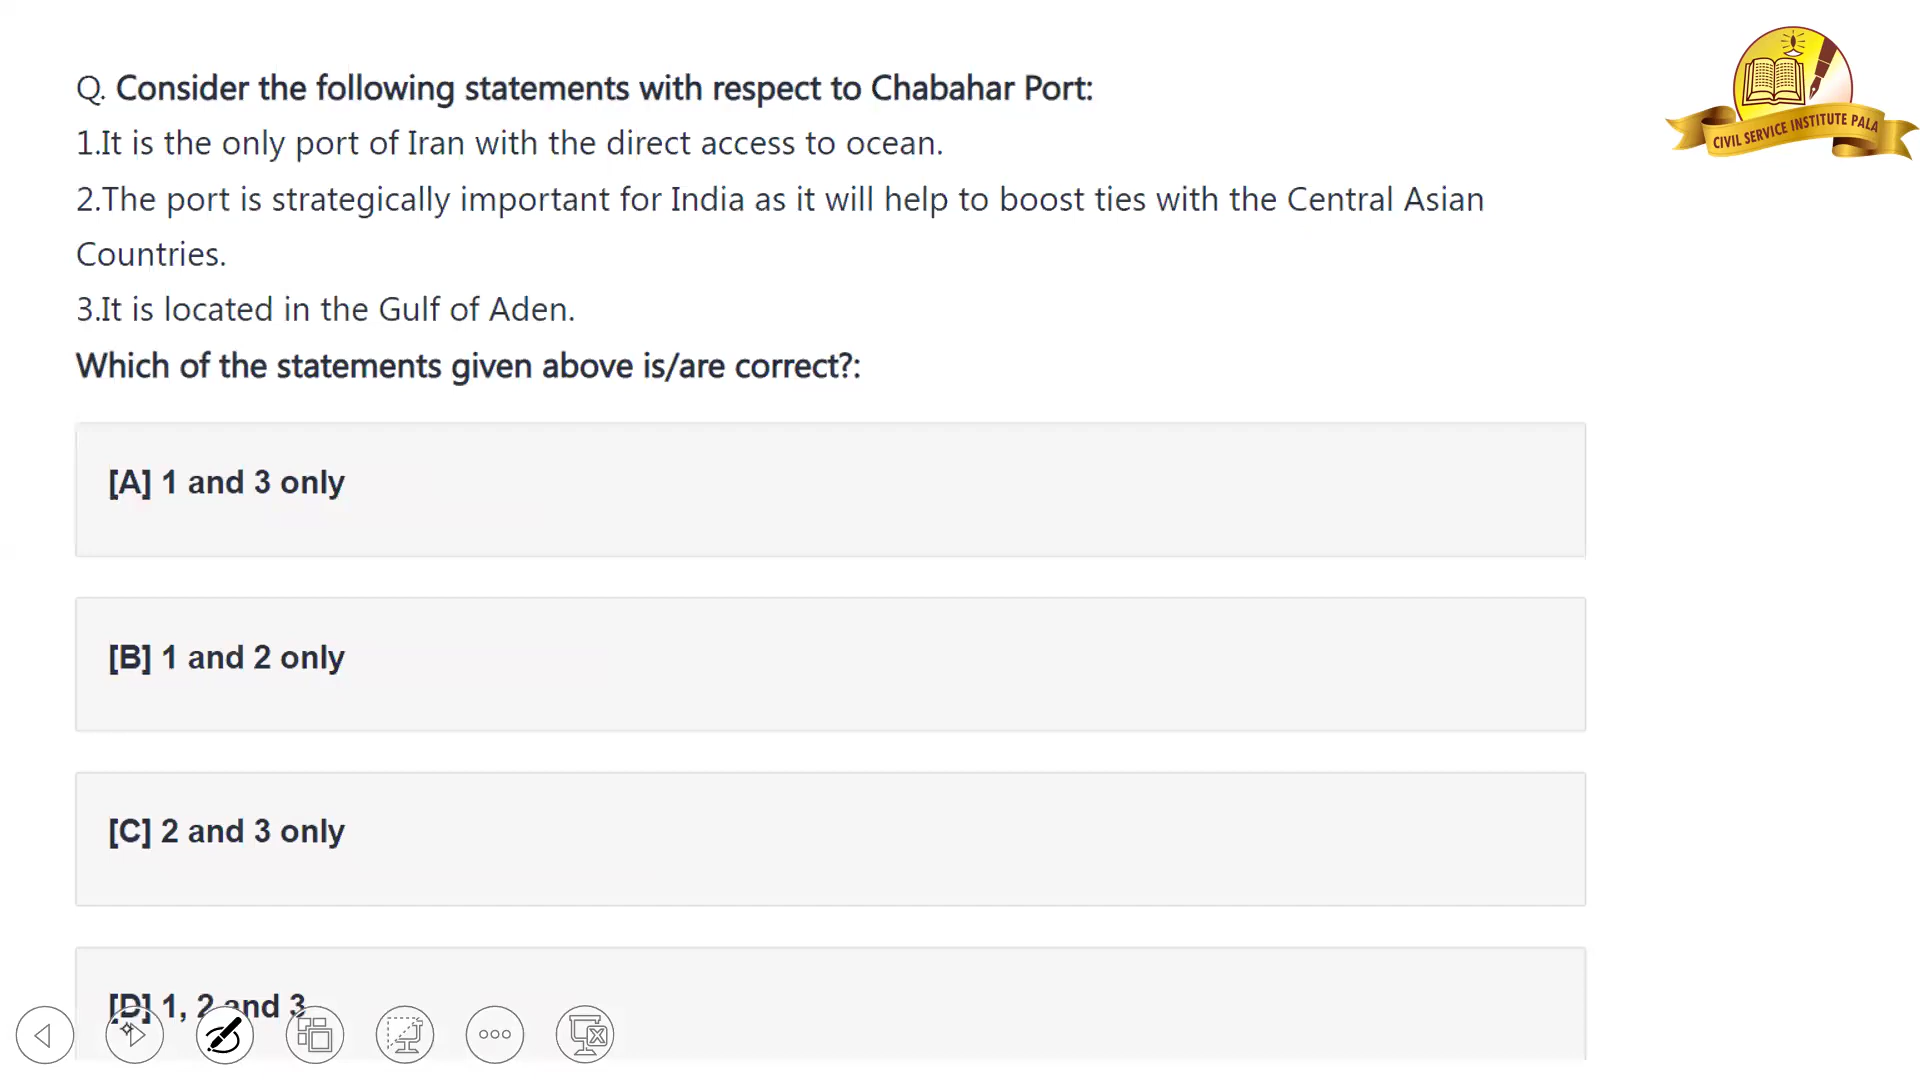 Q. Consider the following statements with respect to Chabahar Port:
1.It is the only port of Iran with the direct access to ocean.
2.The port is strategically important for India as it will help to boost ties with the Central Asian
Countries.
3.It is located in the Gulf of Aden.
Which of the statements given above is/are correct?:
[A] 1 and 3 only
[B] 1 and 2 only
[C] 2 and 3 only
[D] 1, 2 and 3
CIVIL SERVICE INSTITUTE PALA